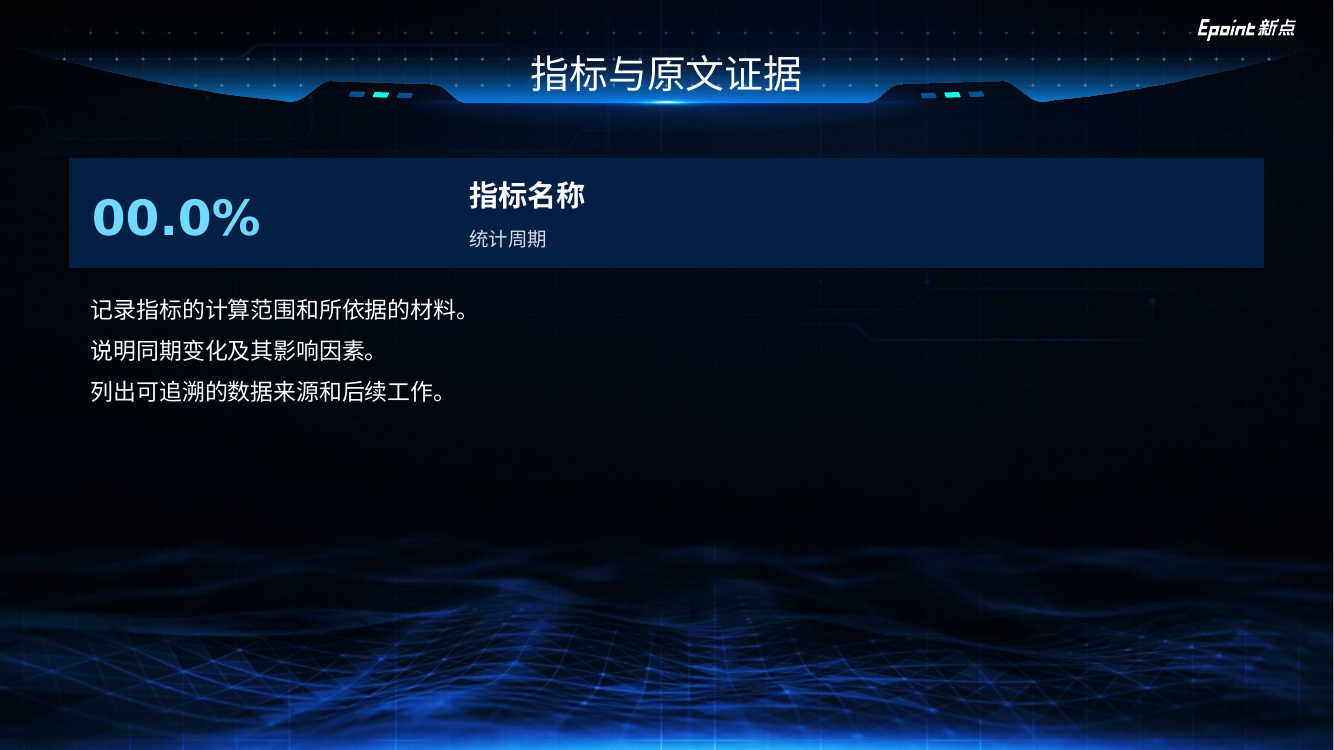 Epoint 新点
指标与原文证据
00.0%
指标名称
统计周期
记录指标的计算范围和所依据的材料。
说明同期变化及其影响因素。
列出可追溯的数据来源和后续工作。